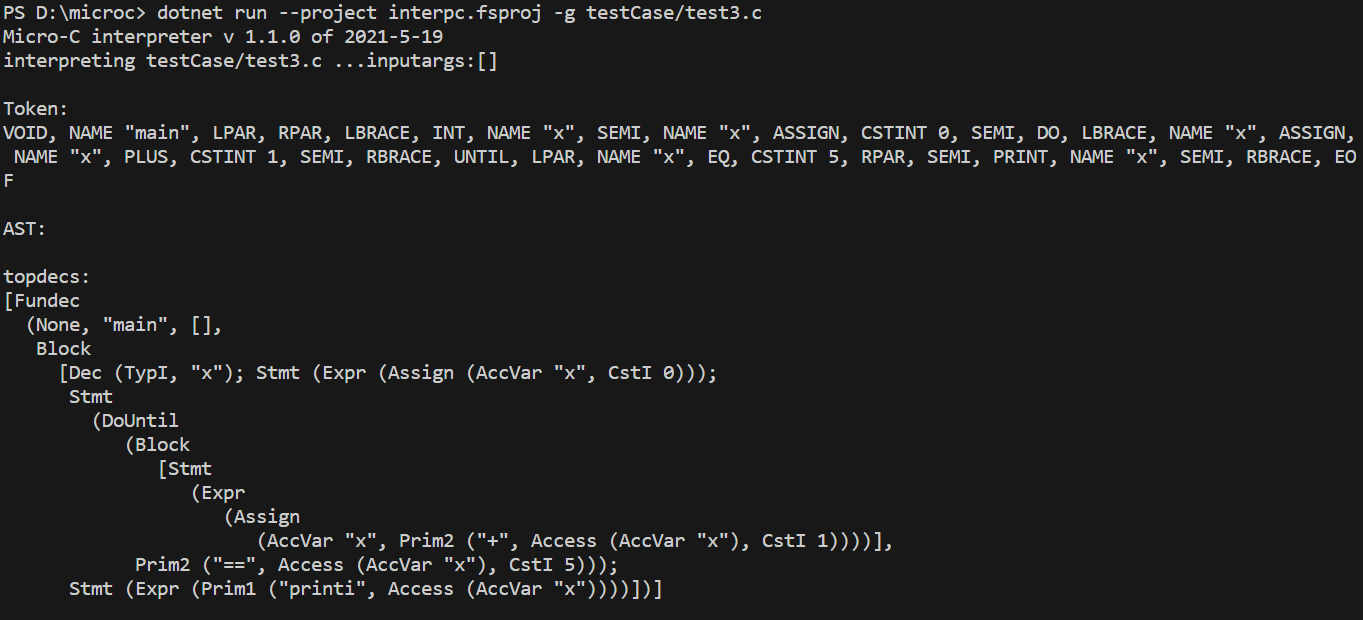 PS D:\microc> dotnet run --project interpc.fsproj -g testCase/test3.c
Micro-C interpreter v 1.1.0 of 2021-5-19
interpreting testCase/test3.c ...inputargs:[]

Token:
VOID, NAME "main", LPAR, RPAR, LBRACE, INT, NAME "x", SEMI, NAME "x", ASSIGN, CSTINT 0, SEMI, DO, LBRACE, NAME "x", ASSIGN,
 NAME "x", PLUS, CSTINT 1, SEMI, RBRACE, UNTIL, LPAR, NAME "x", EQ, CSTINT 5, RPAR, SEMI, PRINT, NAME "x", SEMI, RBRACE, EO
F

AST:

topdecs:
[Fundec
  (None, "main", [],
   Block
     [Dec (TypI, "x"); Stmt (Expr (Assign (AccVar "x", CstI 0)));
      Stmt
        (DoUntil
           (Block
              [Stmt
                 (Expr
                    (Assign
                       (AccVar "x", Prim2 ("+", Access (AccVar "x"), CstI 1))))],
            Prim2 ("==", Access (AccVar "x"), CstI 5)));
      Stmt (Expr (Prim1 ("printi", Access (AccVar "x"))))])]